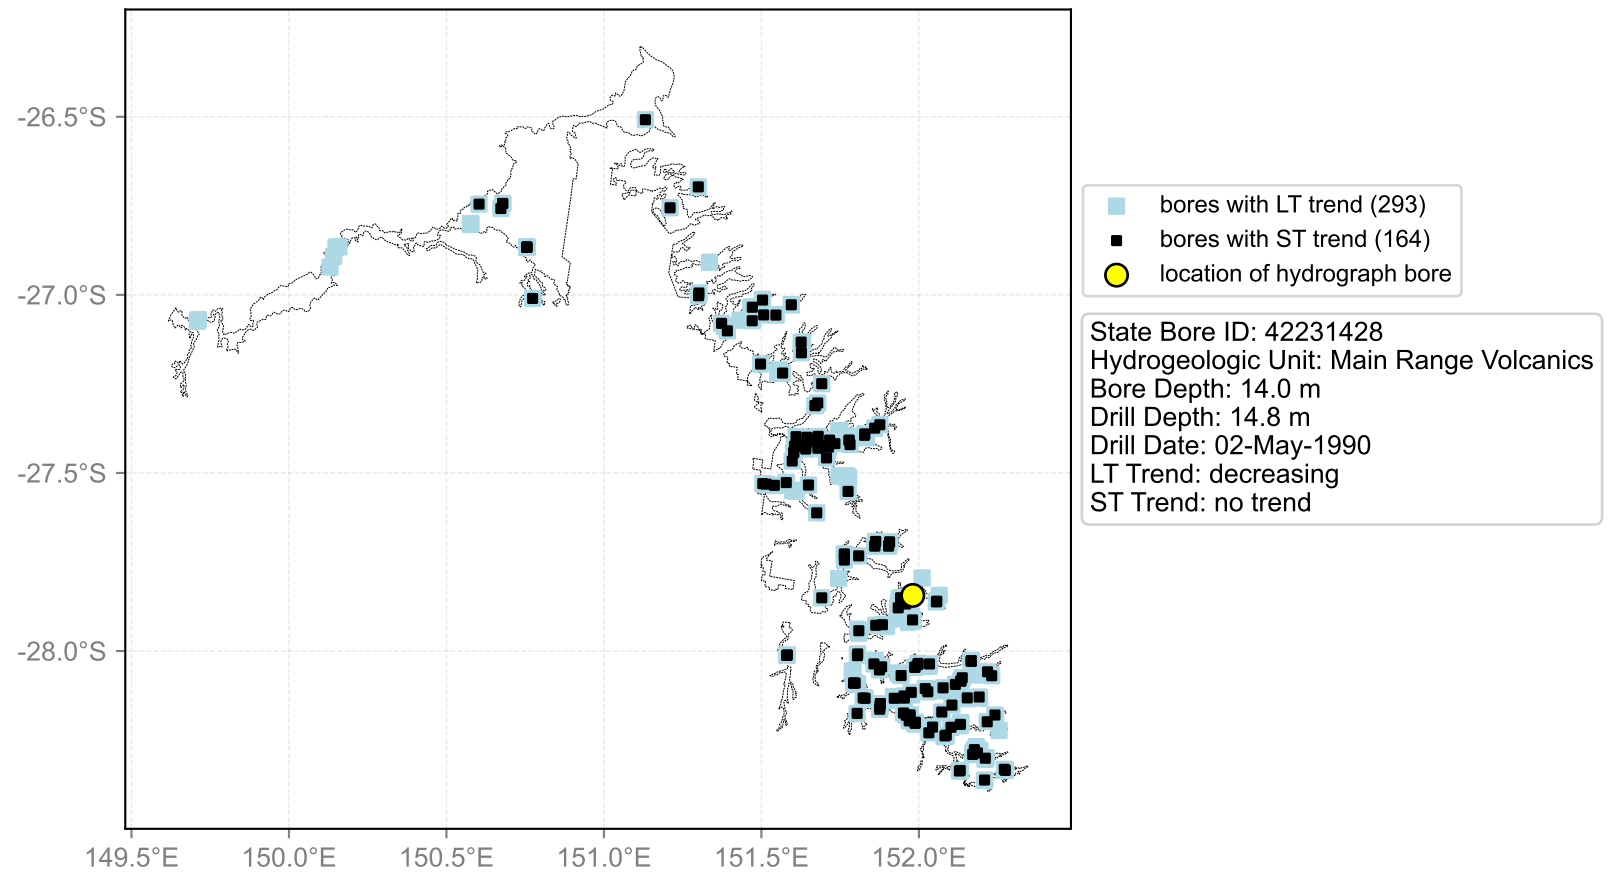 -26.5°S
-27.0°S
-27.5°S
-28.0°S
149.5°E
150.0°E
150.5°E
151.0°E
151.5°E
152.0°E
bores with LT trend (293)
bores with ST trend (164)
location of hydrograph bore
State Bore ID: 42231428
Hydrogeologic Unit: Main Range Volcanics
Bore Depth: 14.0 m
Drill Depth: 14.8 m
Drill Date: 02-May-1990
LT Trend: decreasing
ST Trend: no trend